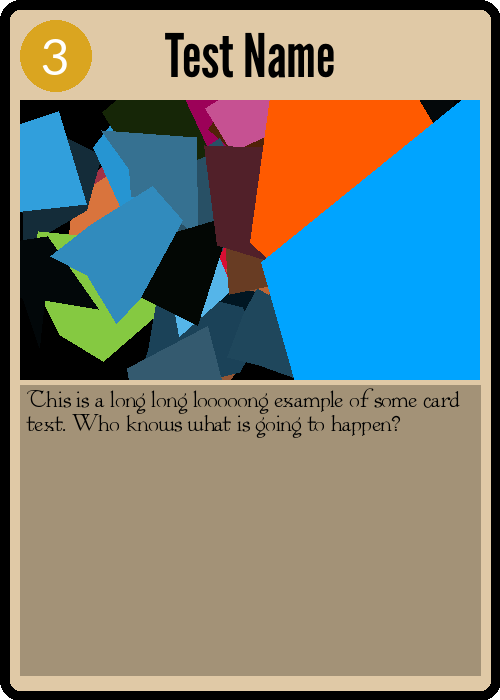 3
Test Name
This is a long long looooong example of some card
text. Who knows what is going to happen?